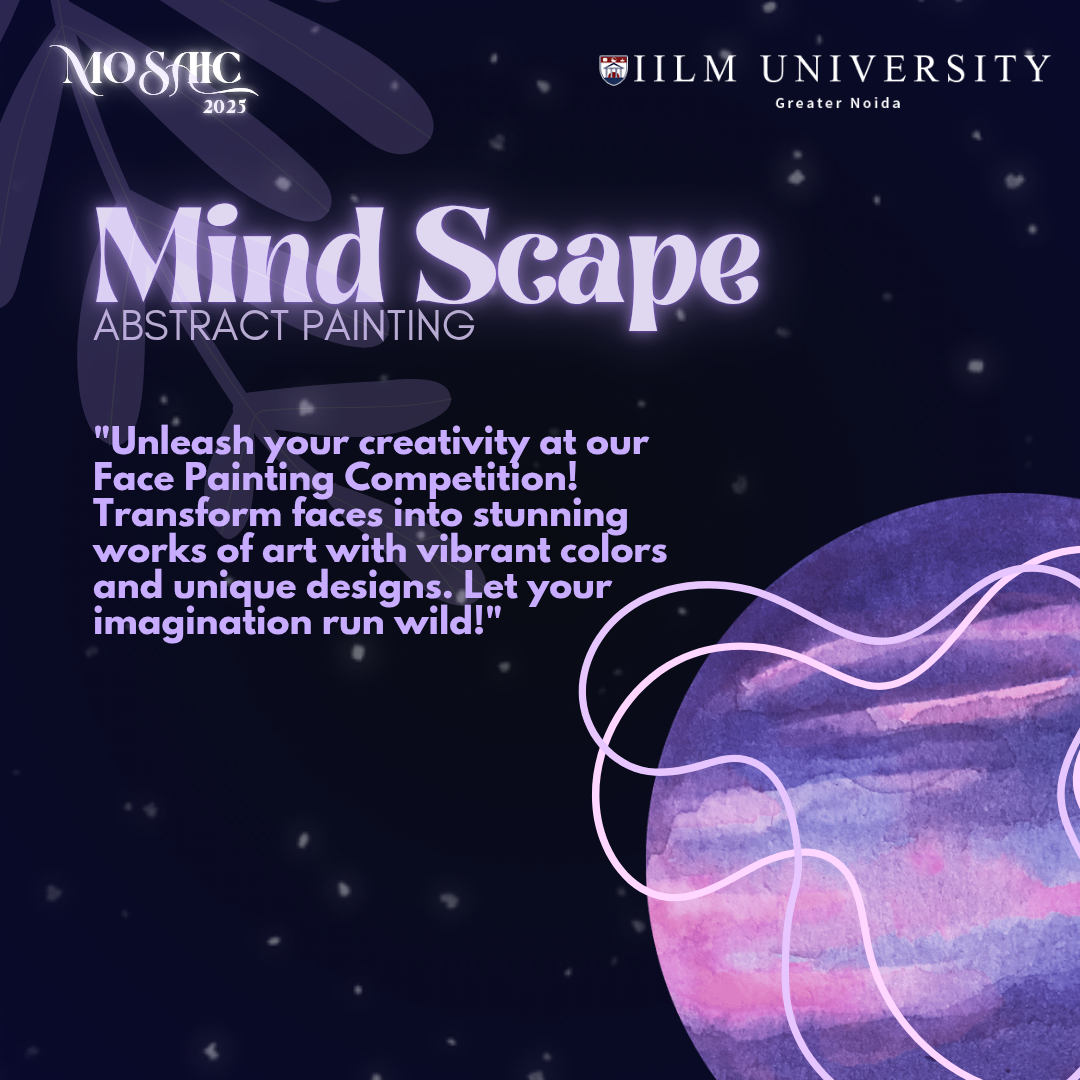 MOSAIC
2025
IILM UNIVERSITY
Greater Noida
Mind Scape
ABSTRACT PAINTING
"Unleash your creativity at our
Face Painting Competition!
Transform faces into stunning
works of art with vibrant colors
and unique designs. Let your
imagination run wild!"